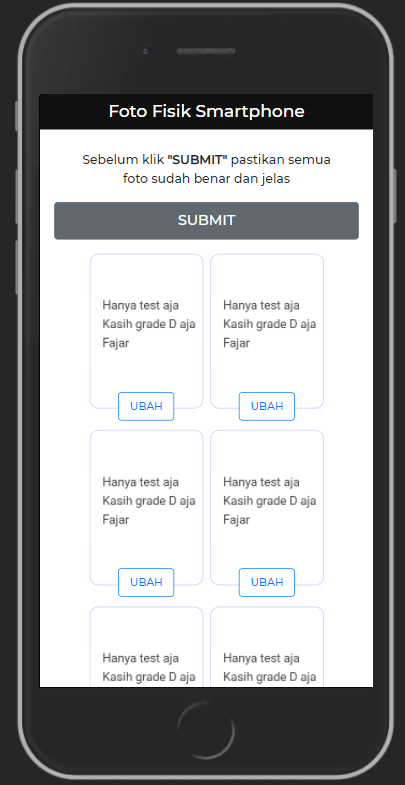 Foto Fisik Smartphone
Sebelum klik "SUBMIT" pastikan semua
foto sudah benar dan jelas
SUBMIT
Hanya test aja
Kasih grade D aja
Fajar
UBAH
Hanya test aja
Kasih grade D aja
Fajar
UBAH
Hanya test aja
Kasih grade D aja
Fajar
UBAH
Hanya test aja
Kasih grade D aja
Fajar
UBAH
Hanya test aja
Kasih grade D aja
Hanya test aja
Kasih grade D aja